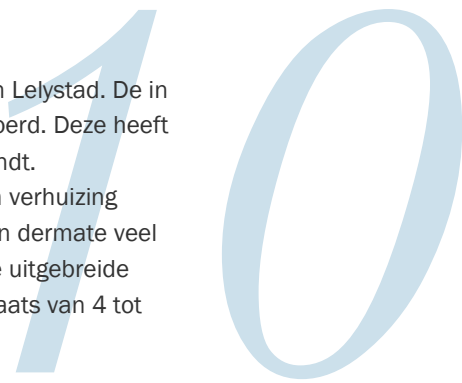 10
n Lelystad. De in
oerd. Deze heeft
ndt.
n verhuizing
n dermate veel
e uitgebreide
aats van 4 tot